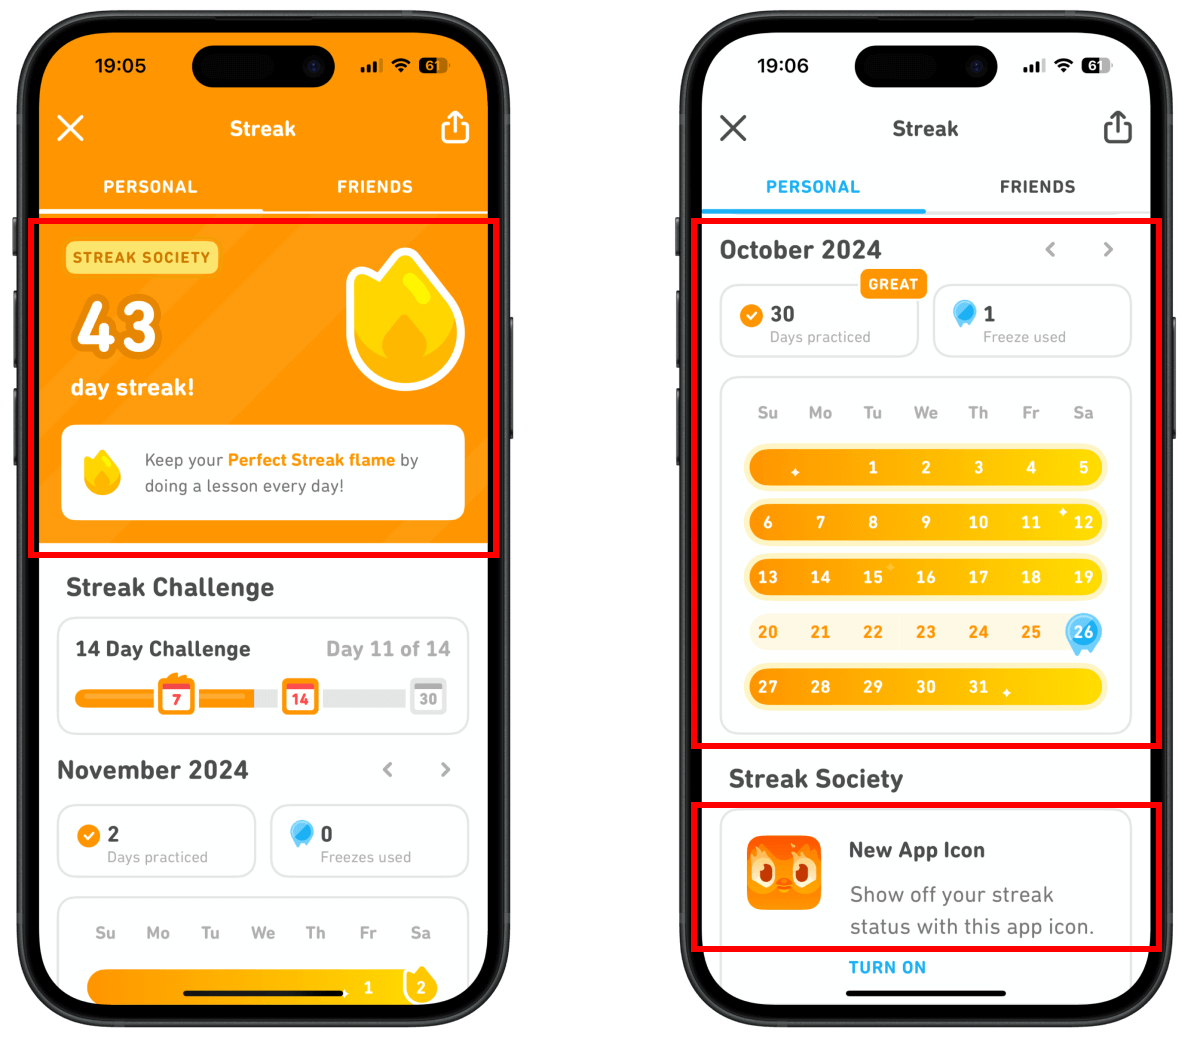 19:05
61
Streak
PERSONAL
FRIENDS
STREAK SOCIETY
43
day streak!
Keep your Perfect Streak flame by
doing a lesson every day!
Streak Challenge
14 Day Challenge
Day 11 of 14
7
14
30
November 2024
2
Days practiced
0
Freezes used
Su Mo Tu We Th Fr Sa
1 2
19:06
61
Streak
PERSONAL
FRIENDS
October 2024
GREAT
30
Days practiced
1
Freeze used
Su Mo Tu We Th Fr Sa
1 2 3 4 5
6 7 8 9 10 11 12
13 14 15 16 17 18 19
20 21 22 23 24 25 26
27 28 29 30 31
Streak Society
New App Icon
Show off your streak
status with this app icon.
TURN ON